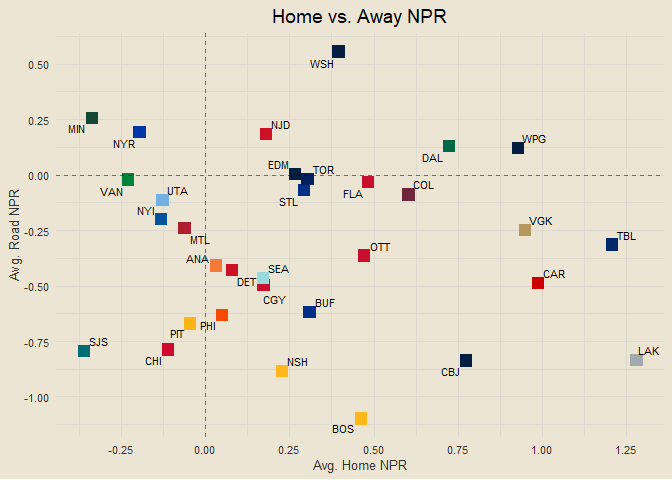 Home vs. Away NPR
0.50
WSH
0.25
MIN
NYR
NJD
DAL
WPG
EDM
TOR
0.00
VAN
UTA
STL
FLA
COL
NYI
MTL
VGK
TBL
-0.25
ANA
OTT
DET
SEA
CGY
CAR
-0.50
PIT
PHI
BUF
-0.75
SJS
CHI
NSH
CBJ
LAK
-1.00
BOS
Avg. Road NPR
-0.25
0.00
0.25
0.50
0.75
1.00
1.25
Avg. Home NPR